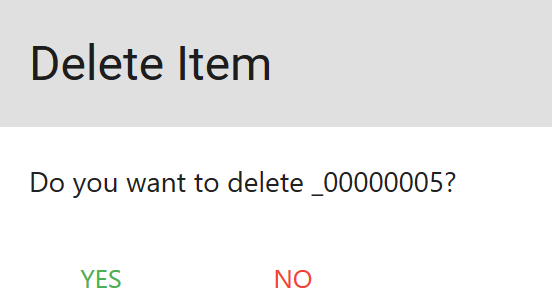 Delete Item
Do you want to delete _00000005?
YES NO